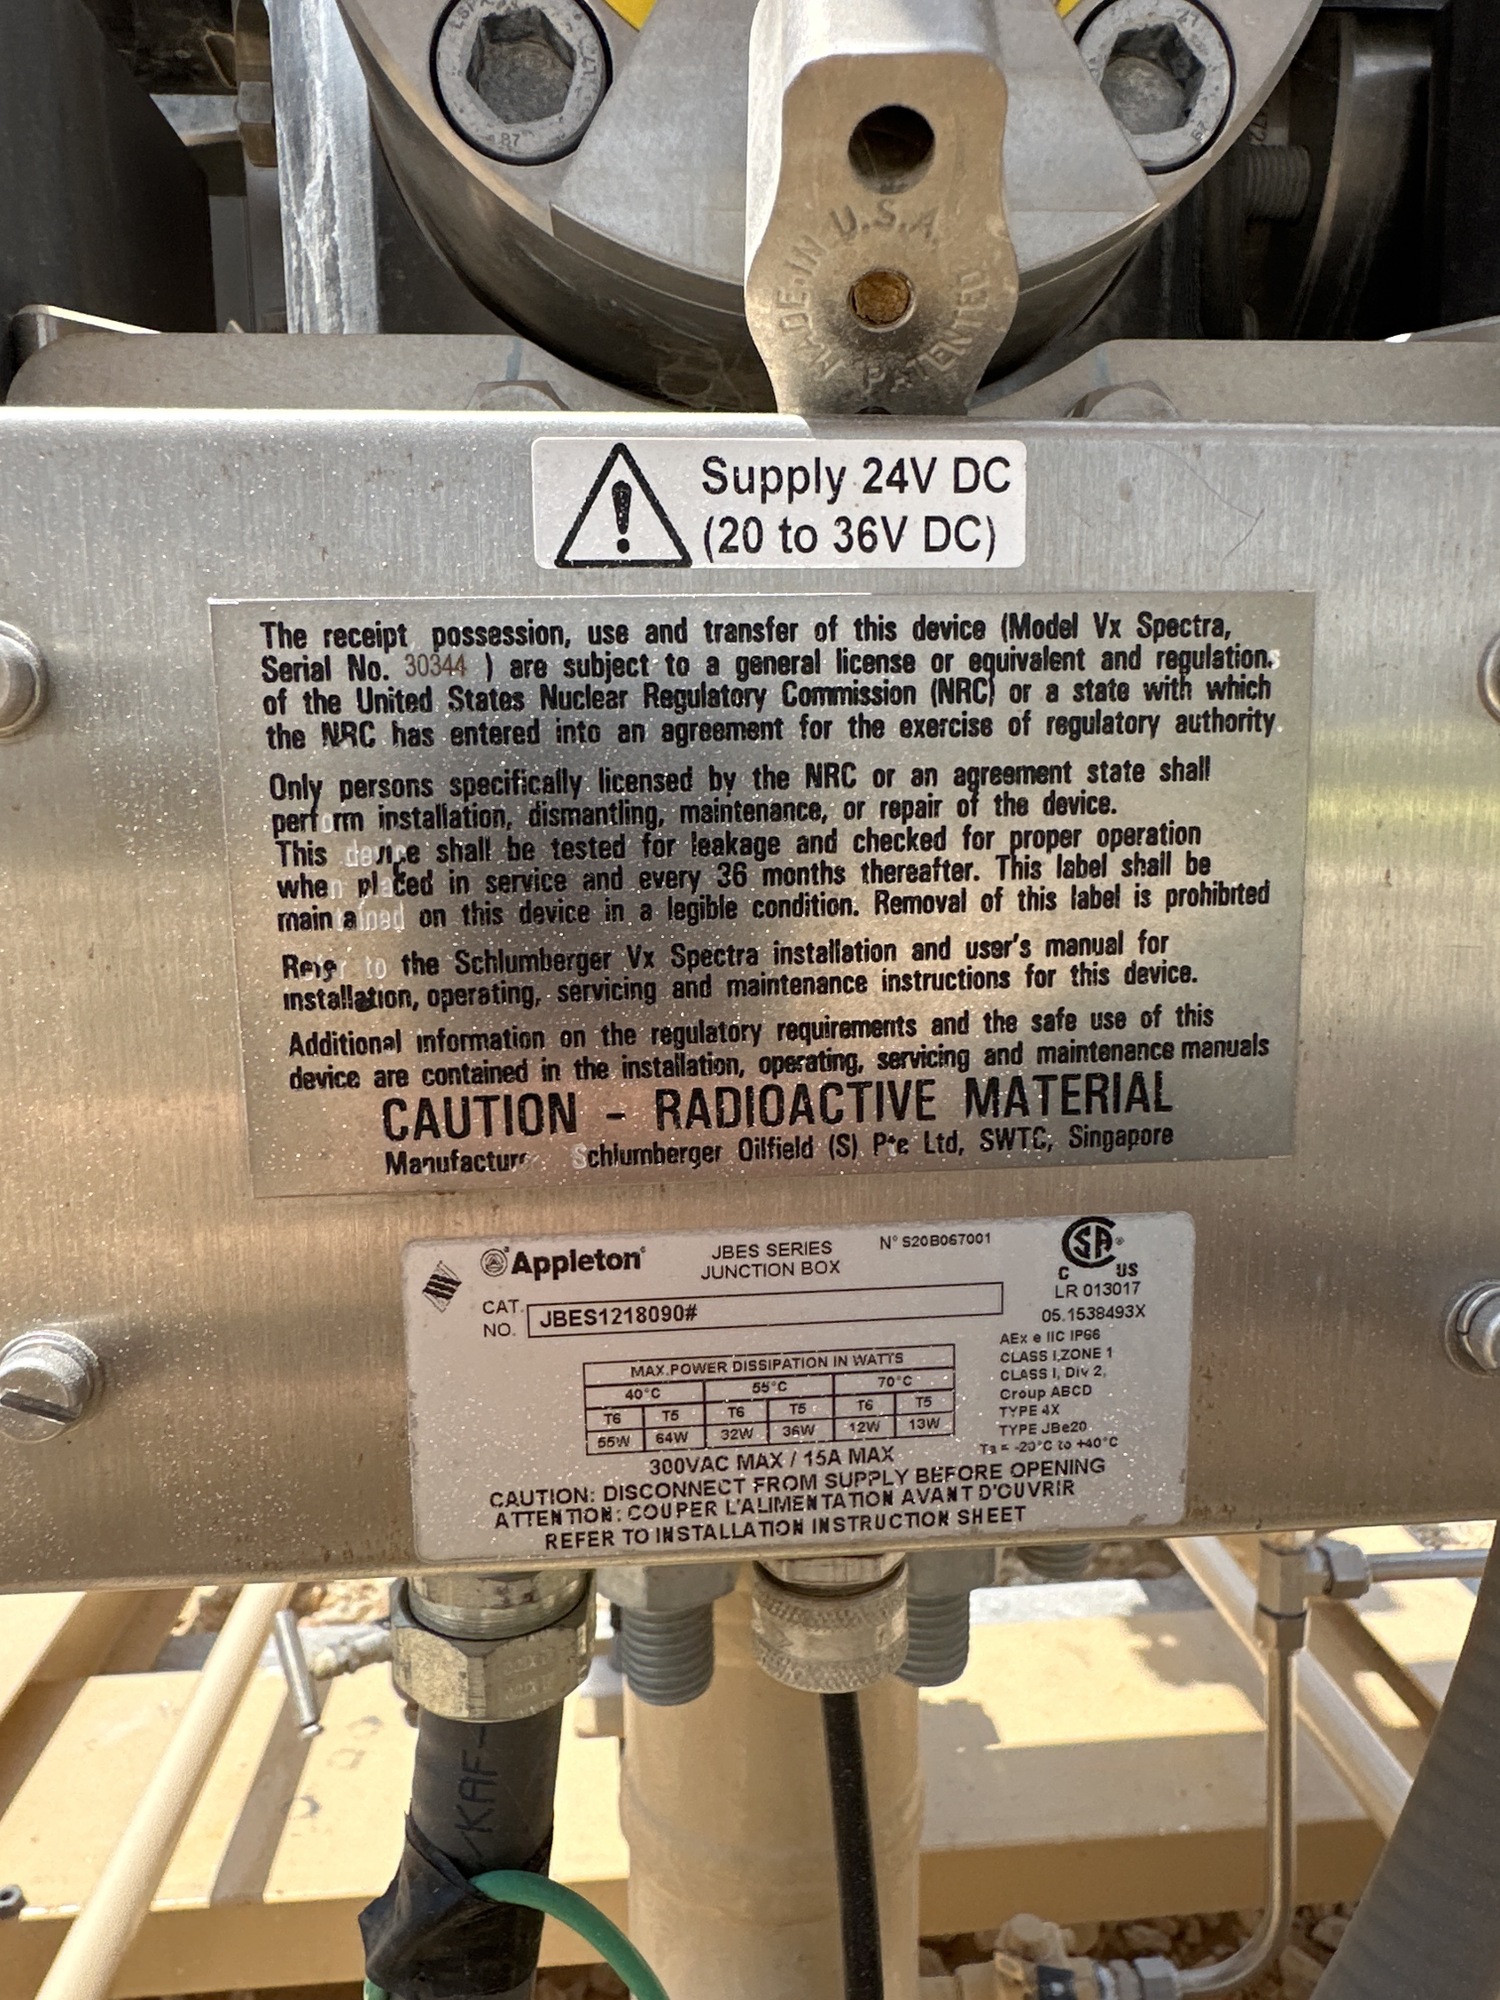 MADE IN U.S.A.
PATENTED
B7
Supply 24V DC
(20 to 36V DC)
The receipt possession, use and transfer of this device (Model Vx Spectra,
Serial No. 30344 ) are subject to a general license or equivalent and regulations
of the United States Nuclear Regulatory Commission (NRC) or a state with which
the NRC has entered into an agreement for the exercise of regulatory authority.
Only persons specifically licensed by the NRC or an agreement state shall
perform installation, dismantling, maintenance, or repair of the device.
This device shall be tested for leakage and checked for proper operation
when placed in service and every 36 months thereafter. This label shall be
maintained on this device in a legible condition. Removal of this label is prohibited
Refer to the Schlumberger Vx Spectra installation and user's manual for
installation, operating, servicing and maintenance instructions for this device.
Additional information on the regulatory requirements and the safe use of this
device are contained in the installation, operating, servicing and maintenance manuals
CAUTION - RADIOACTIVE MATERIAL
Manufacturer Schlumberger Oilfield (S) Pte Ltd, SWTC, Singapore
Appleton
JBES SERIES
JUNCTION BOX
N° S20B067001
CSA
C US
LR 013017
05.1538493X
CAT. NO. JBES1218090#
AEx e IIC IP66
CLASS I,ZONE 1
CLASS I, Div 2,
Group ABCD
TYPE 4X
TYPE JBe20
Ta = -20°C to +40°C
MAX.POWER DISSIPATION IN WATTS
40°C 55°C 70°C
T6 T5 T6 T5 T6 T5
55W 64W 32W 36W 12W 13W
300VAC MAX / 15A MAX
CAUTION: DISCONNECT FROM SUPPLY BEFORE OPENING
ATTENTION: COUPER L'ALIMENTATION AVANT D'OUVRIR
REFER TO INSTALLATION INSTRUCTION SHEET
KAF-